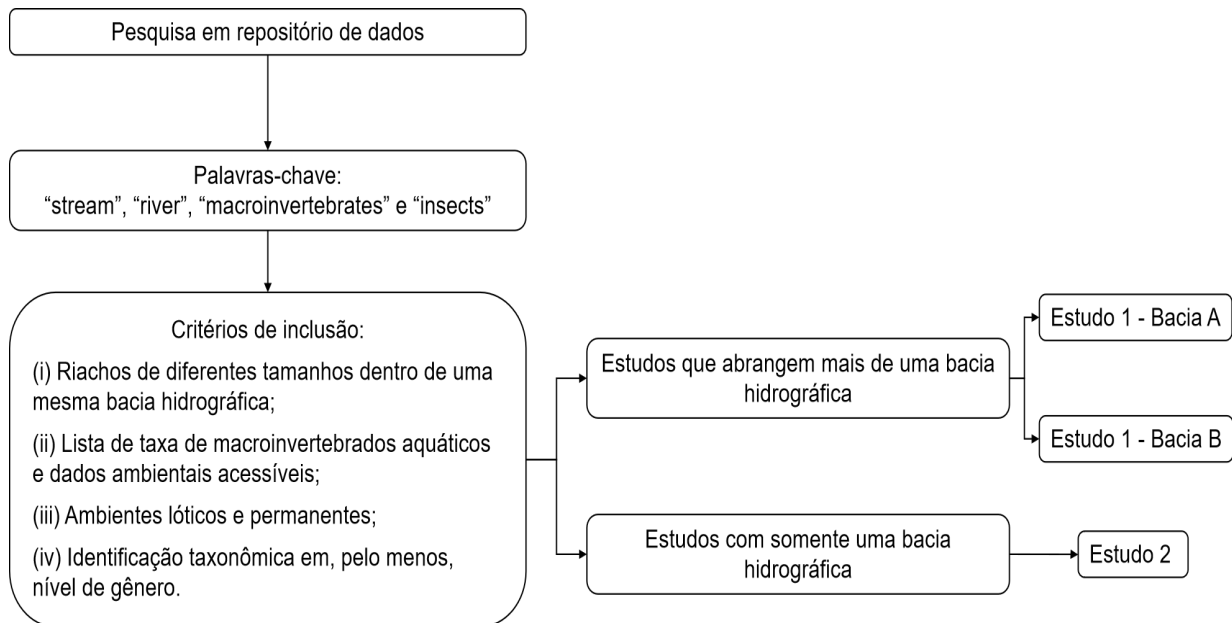 Pesquisa em repositório de dados
Palavras-chave:
“stream”, “river”, “macroinvertebrates” e “insects”
Critérios de inclusão:
(i) Riachos de diferentes tamanhos dentro de uma
mesma bacia hidrográfica;
(ii) Lista de taxa de macroinvertebrados aquáticos
e dados ambientais acessíveis;
(iii) Ambientes lóticos e permanentes;
(iv) Identificação taxonômica em, pelo menos,
nível de gênero.
Estudos que abrangem mais de uma bacia
hidrográfica
Estudo 1 - Bacia A
Estudo 1 - Bacia B
Estudos com somente uma bacia
hidrográfica
Estudo 2